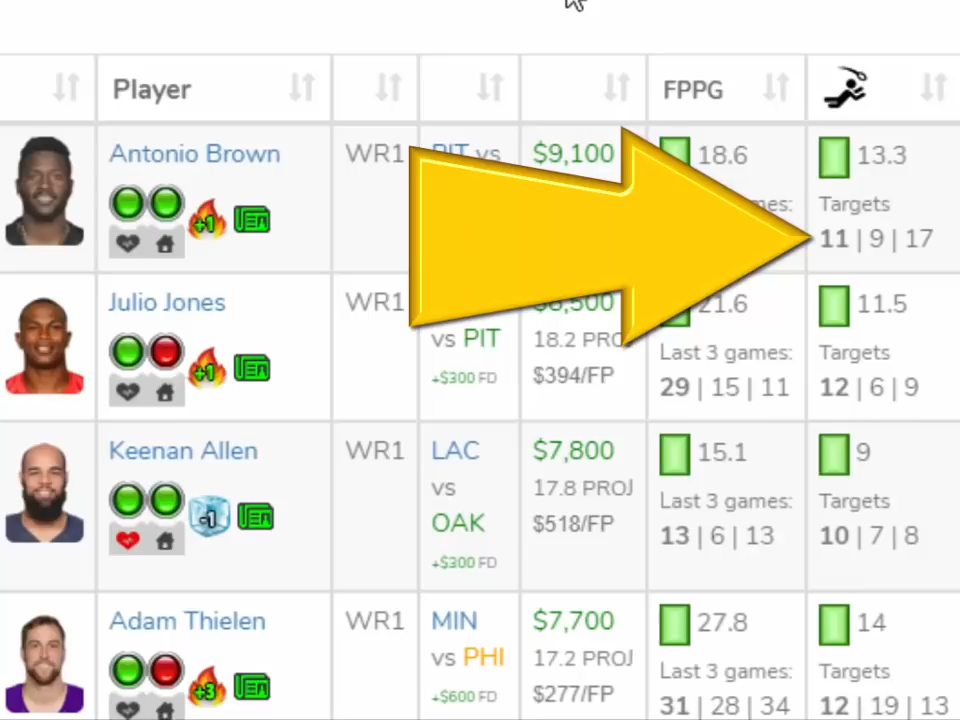 Player FPPG
Antonio Brown WR1 PIT vs $9,100 18.6 13.3
+1 Targets
11 | 9 | 17
Julio Jones WR1 21.6 11.5
vs PIT 18.2 PRO Last 3 games: Targets
+1 +$300 FD $394/FP 29 | 15 | 11 12 | 6 | 9
Keenan Allen WR1 LAC $7,800 15.1 9
vs 17.8 PROJ Last 3 games: Targets
-1 OAK $518/FP 13 | 6 | 13 10 | 7 | 8
+$300 FD
Adam Thielen WR1 MIN $7,700 27.8 14
vs PHI 17.2 PROJ Last 3 games: Targets
+3 +$600 FD $277/FP 31 | 28 | 34 12 | 19 | 13